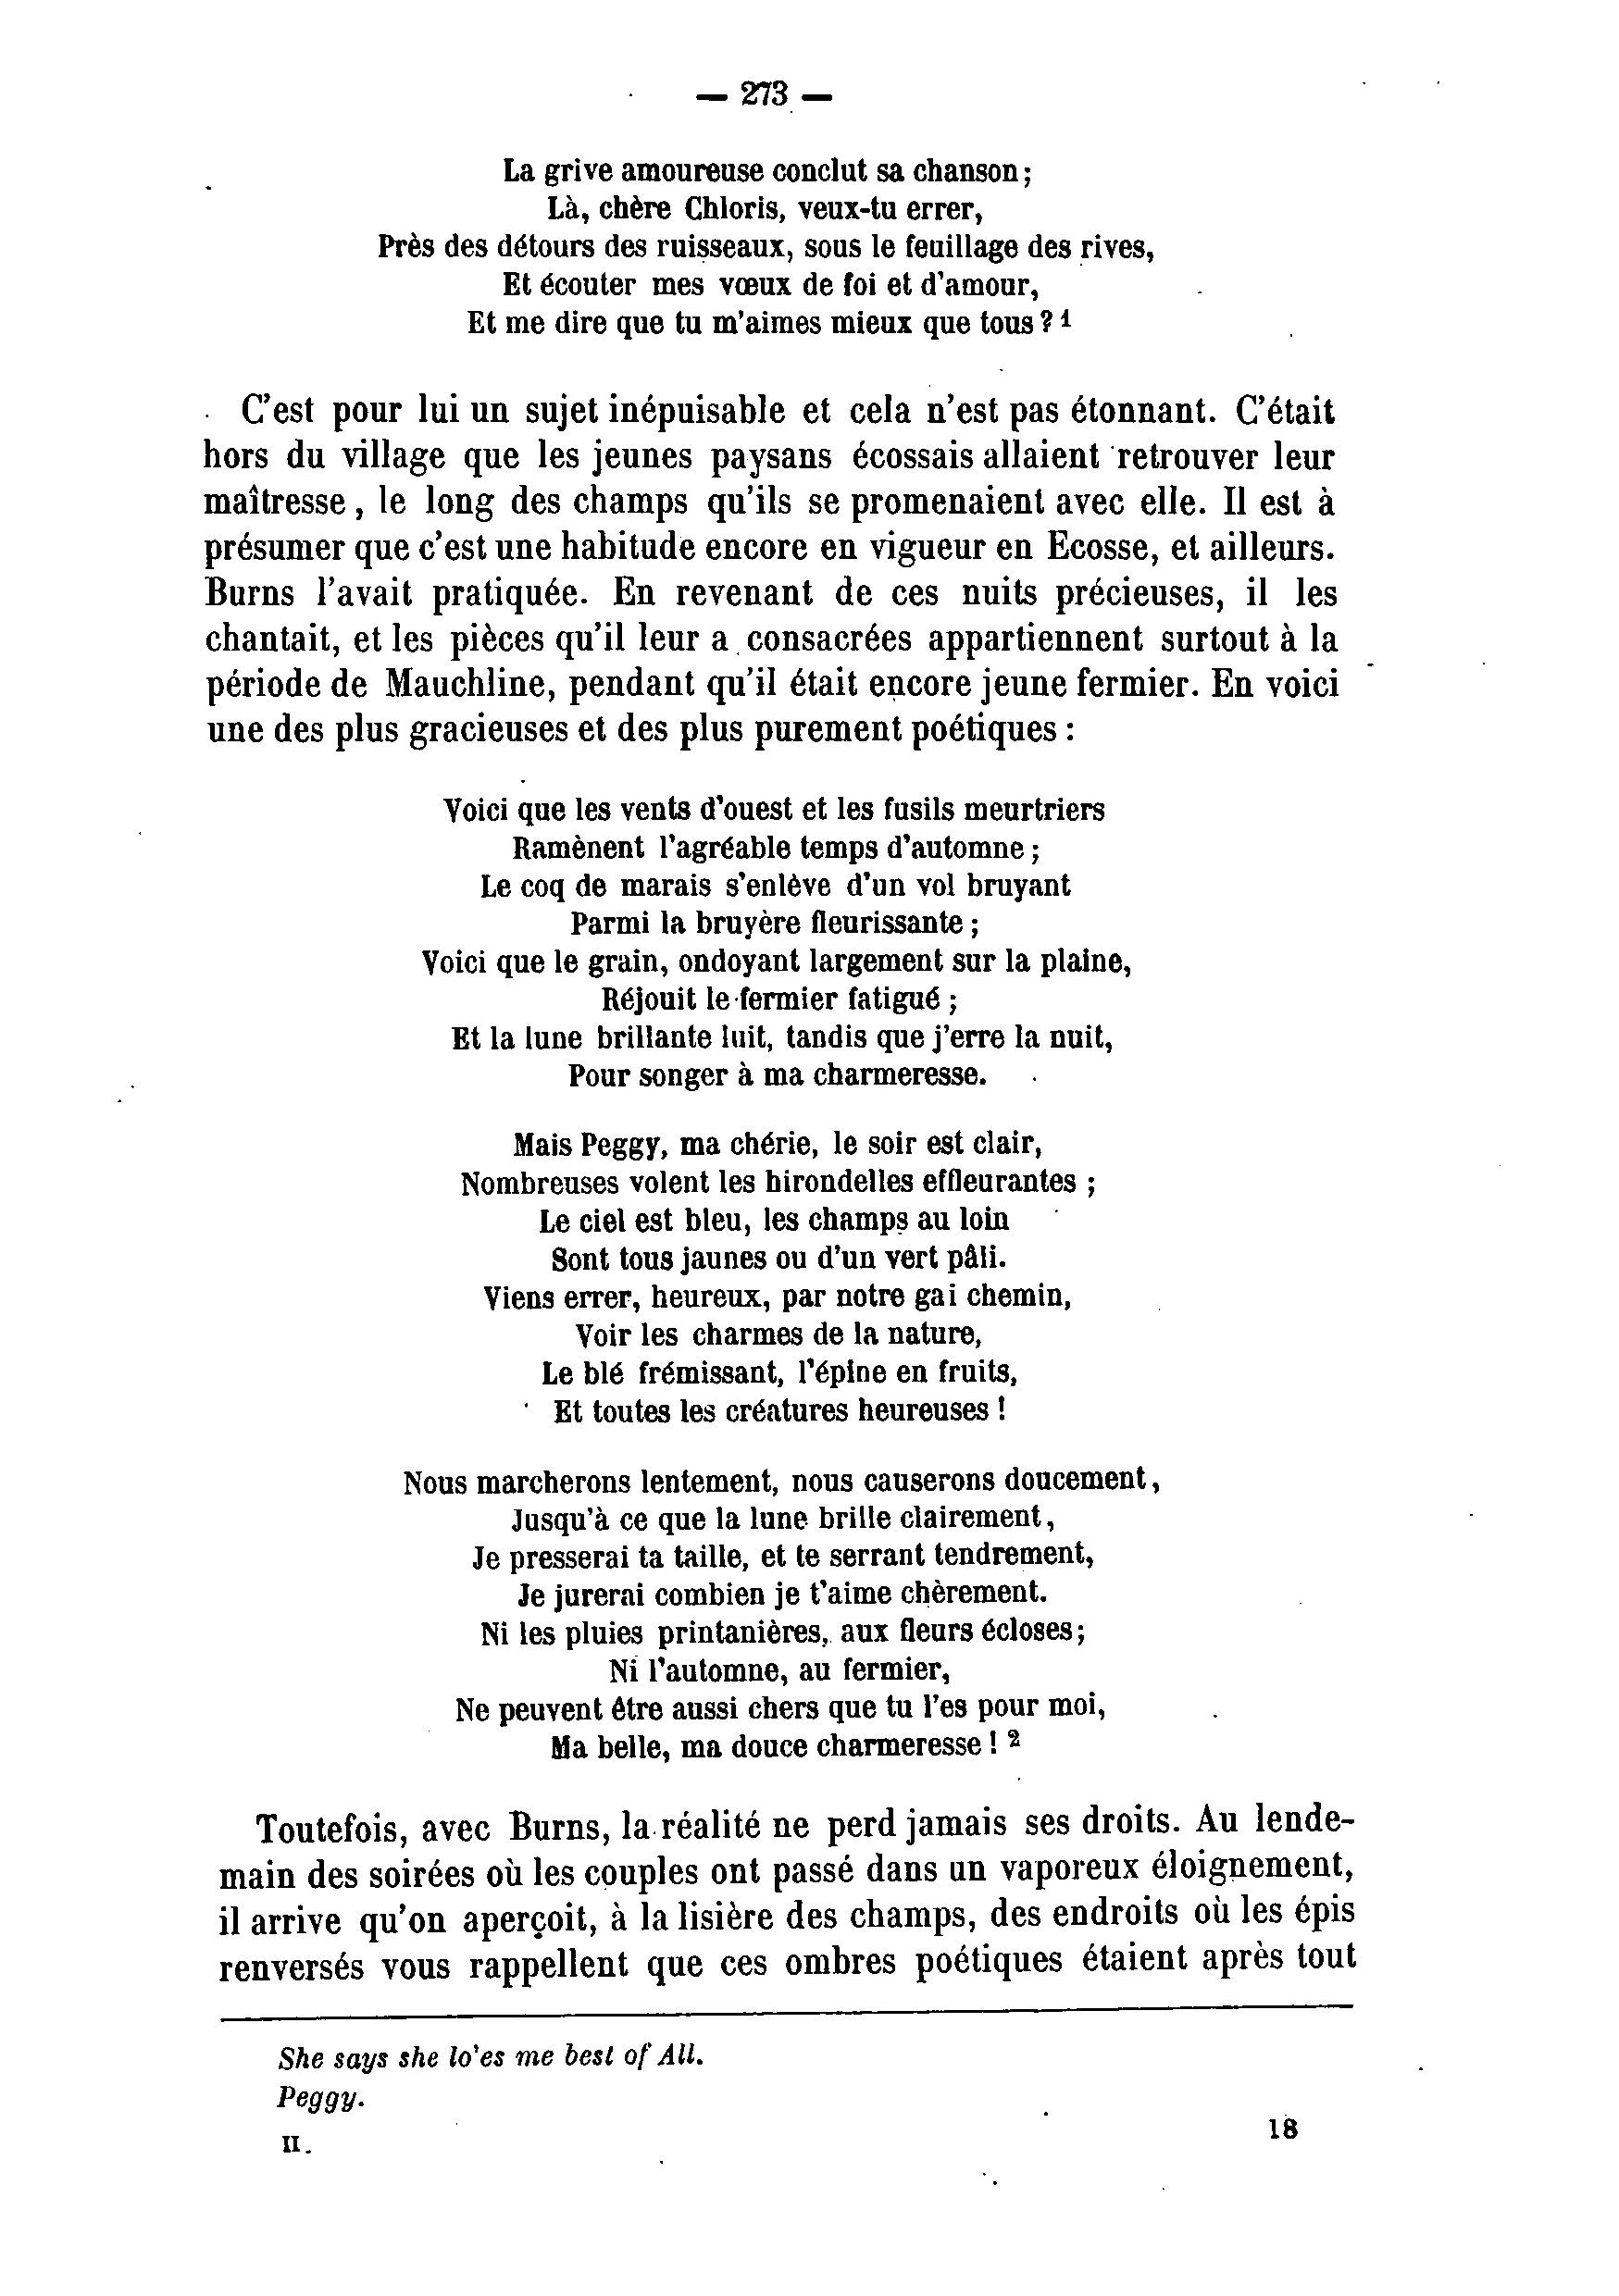 — 273 —
La grive amoureuse conclut sa chanson;
Là, chère Chloris, veux-tu errer,
Près des détours des ruisseaux, sous le feuillage des rives,
Et écouter mes vœux de foi et d'amour,
Et me dire que tu m'aimes mieux que tous ? 1
C'est pour lui un sujet inépuisable et cela n'est pas étonnant. C'était
hors du village que les jeunes paysans écossais allaient retrouver leur
maîtresse, le long des champs qu'ils se promenaient avec elle. Il est à
présumer que c'est une habitude encore en vigueur en Ecosse, et ailleurs.
Burns l'avait pratiquée. En revenant de ces nuits précieuses, il les
chantait, et les pièces qu'il leur a consacrées appartiennent surtout à la
période de Mauchline, pendant qu'il était encore jeune fermier. En voici
une des plus gracieuses et des plus purement poétiques :
Voici que les vents d'ouest et les fusils meurtriers
Ramènent l'agréable temps d'automne ;
Le coq de marais s'enlève d'un vol bruyant
Parmi la bruyère fleurissante ;
Voici que le grain, ondoyant largement sur la plaine,
Réjouit le fermier fatigué ;
Et la lune brillante luit, tandis que j'erre la nuit,
Pour songer à ma charmeresse.
Mais Peggy, ma chérie, le soir est clair,
Nombreuses volent les hirondelles effleurantes ;
Le ciel est bleu, les champs au loin
Sont tous jaunes ou d'un vert pâli.
Viens errer, heureux, par notre gai chemin,
Voir les charmes de la nature,
Le blé frémissant, l'épine en fruits,
Et toutes les créatures heureuses !
Nous marcherons lentement, nous causerons doucement,
Jusqu'à ce que la lune brille clairement,
Je presserai ta taille, et te serrant tendrement,
Je jurerai combien je t'aime chèrement.
Ni les pluies printanières, aux fleurs écloses;
Ni l'automne, au fermier,
Ne peuvent être aussi chers que tu l'es pour moi,
Ma belle, ma douce charmeresse ! 2
Toutefois, avec Burns, la réalité ne perd jamais ses droits. Au lende-
main des soirées où les couples ont passé dans un vaporeux éloignement,
il arrive qu'on aperçoit, à la lisière des champs, des endroits où les épis
renversés vous rappellent que ces ombres poétiques étaient après tout
She says she lo'es me best of All.
Peggy.
II.
18